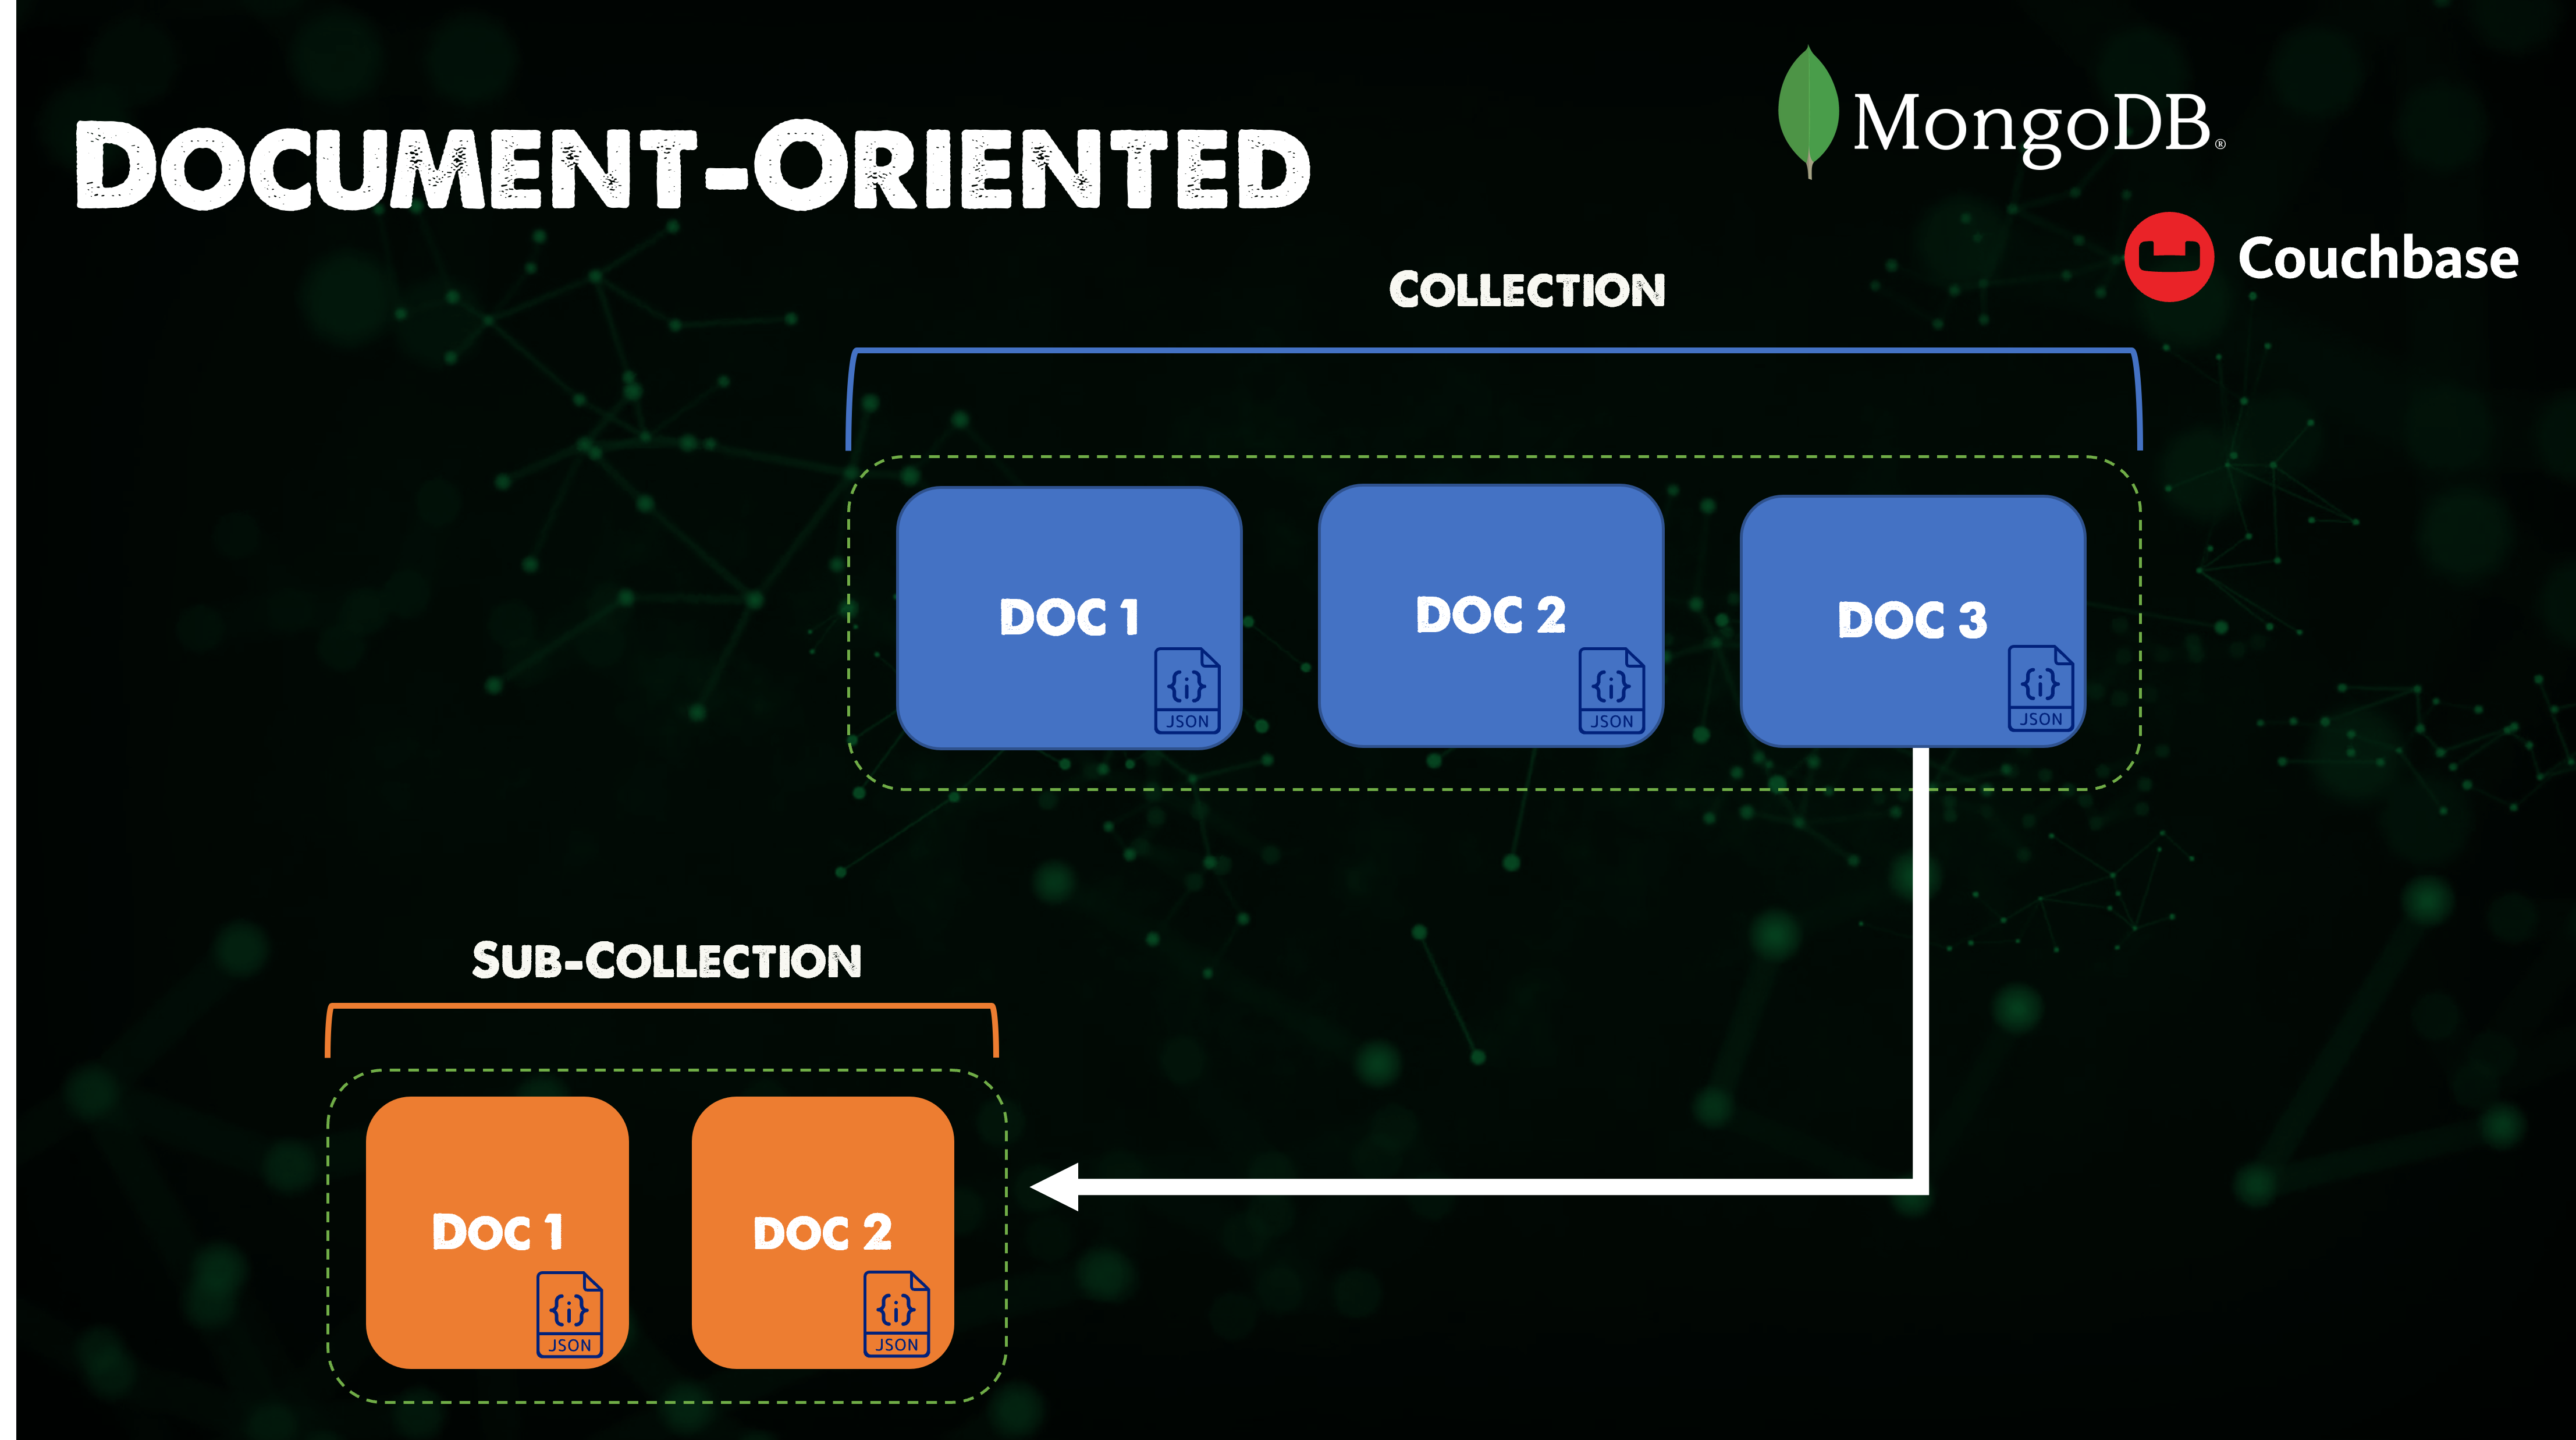 Document-Oriented
MongoDB®
Couchbase
Collection
DOC 1
DOC 2
DOC 3
{i}
JSON
{i}
JSON
{i}
JSON
Sub-Collection
DOC 1
DOC 2
{i}
JSON
{i}
JSON